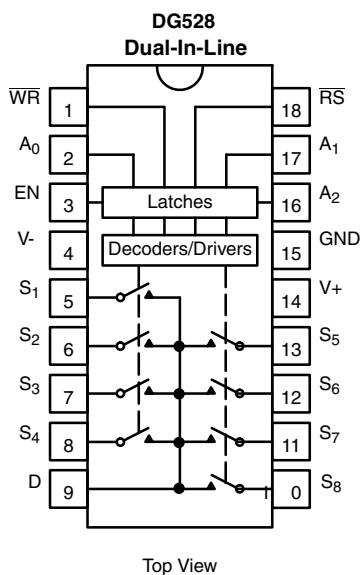 DG528
Dual-In-Line
WR 1 18 RS
A0 2 17 A1
EN 3 Latches 16 A2
V- 4 Decoders/Drivers 15 GND
S1 5 14 V+
S2 6 13 S5
S3 7 12 S6
S4 8 11 S7
D 9 10 S8
Top View